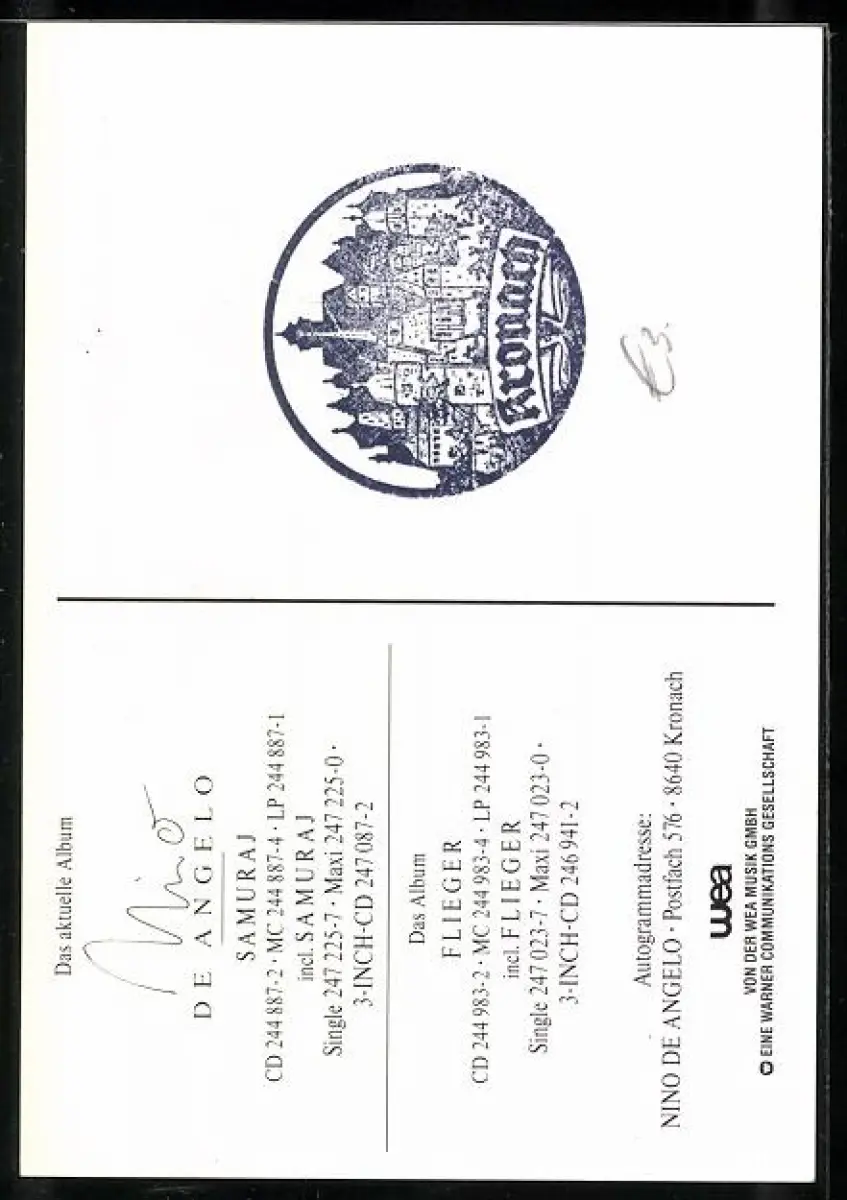 Das aktuelle Album
Nino
DE ANGELO
SAMURAJ
CD 244 887-2 · MC 244 887-4 · LP 244 887-1
incl. SAMURAJ
Single 247 225-7 · Maxi 247 225-0 ·
3-INCH-CD 247 087-2
Das Album
FLIEGER
CD 244 983-2 · MC 244 983-4 · LP 244 983-1
incl. FLIEGER
Single 247 023-7 · Maxi 247 023-0 ·
3-INCH-CD 246 941-2
Autogrammadresse:
NINO DE ANGELO · Postfach 576 · 8640 Kronach
wea
VON DER WEA MUSIK GMBH
EINE WARNER COMMUNIKATIONS GESELLSCHAFT
Kronach
€3.